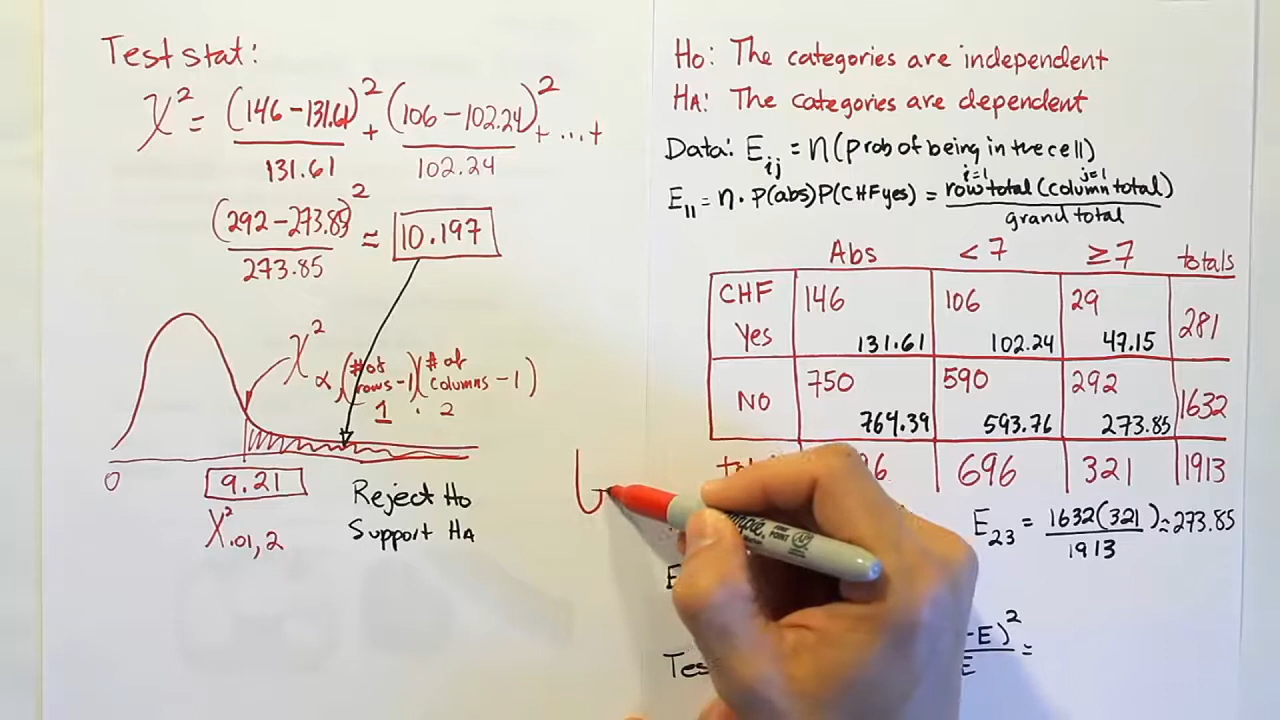 Test stat:
χ² = (146 - 131.61)²/131.61 + (106 - 102.24)²/102.24 + ... +
(292 - 273.85)²/273.85 ≈ 10.197
χ²α, (# of rows - 1)(# of columns - 1)
1 · 2
0
9.21
χ².01, 2
Reject Ho
Support HA
Ho: The categories are independent
HA: The categories are dependent
Data: Eij = n(prob of being in the cell)
E11 = n · P(abs)P(CHF yes) = row total (column total)/grand total
i=1 j=1
Abs <7 ≥7 totals
CHF Yes 146 106 29 281
131.61 102.24 47.15
NO 750 590 292 1632
764.39 593.76 273.85
696 321 1913
E23 = 1632(321)/1913 ≈ 273.85
-E)²/E =